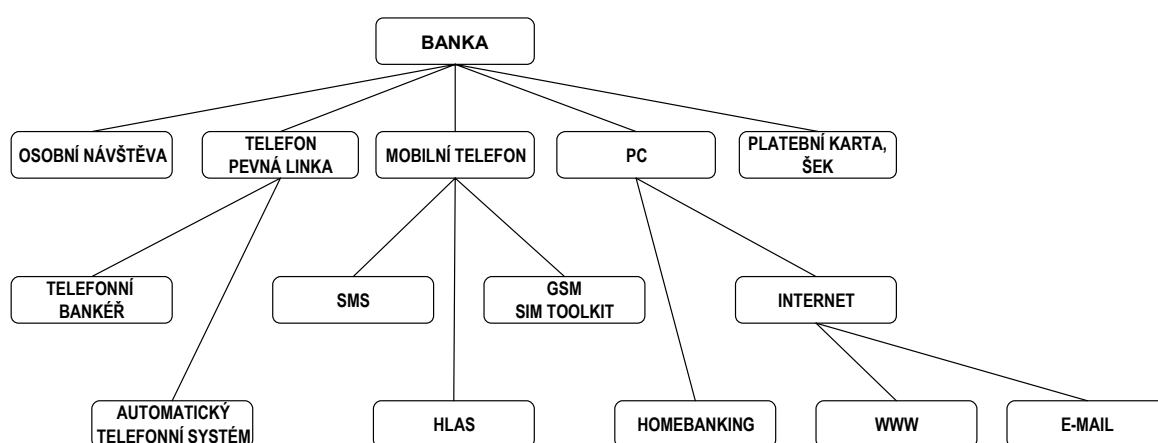 BANKA
OSOBNÍ NÁVŠTĚVA
TELEFON
PEVNÁ LINKA
MOBILNÍ TELEFON
PC
PLATEBNÍ KARTA,
ŠEK
TELEFONNÍ
BANKÉŘ
SMS
GSM
SIM TOOLKIT
INTERNET
AUTOMATICKÝ
TELEFONNÍ SYSTÉM
HLAS
HOMEBANKING
WWW
E-MAIL